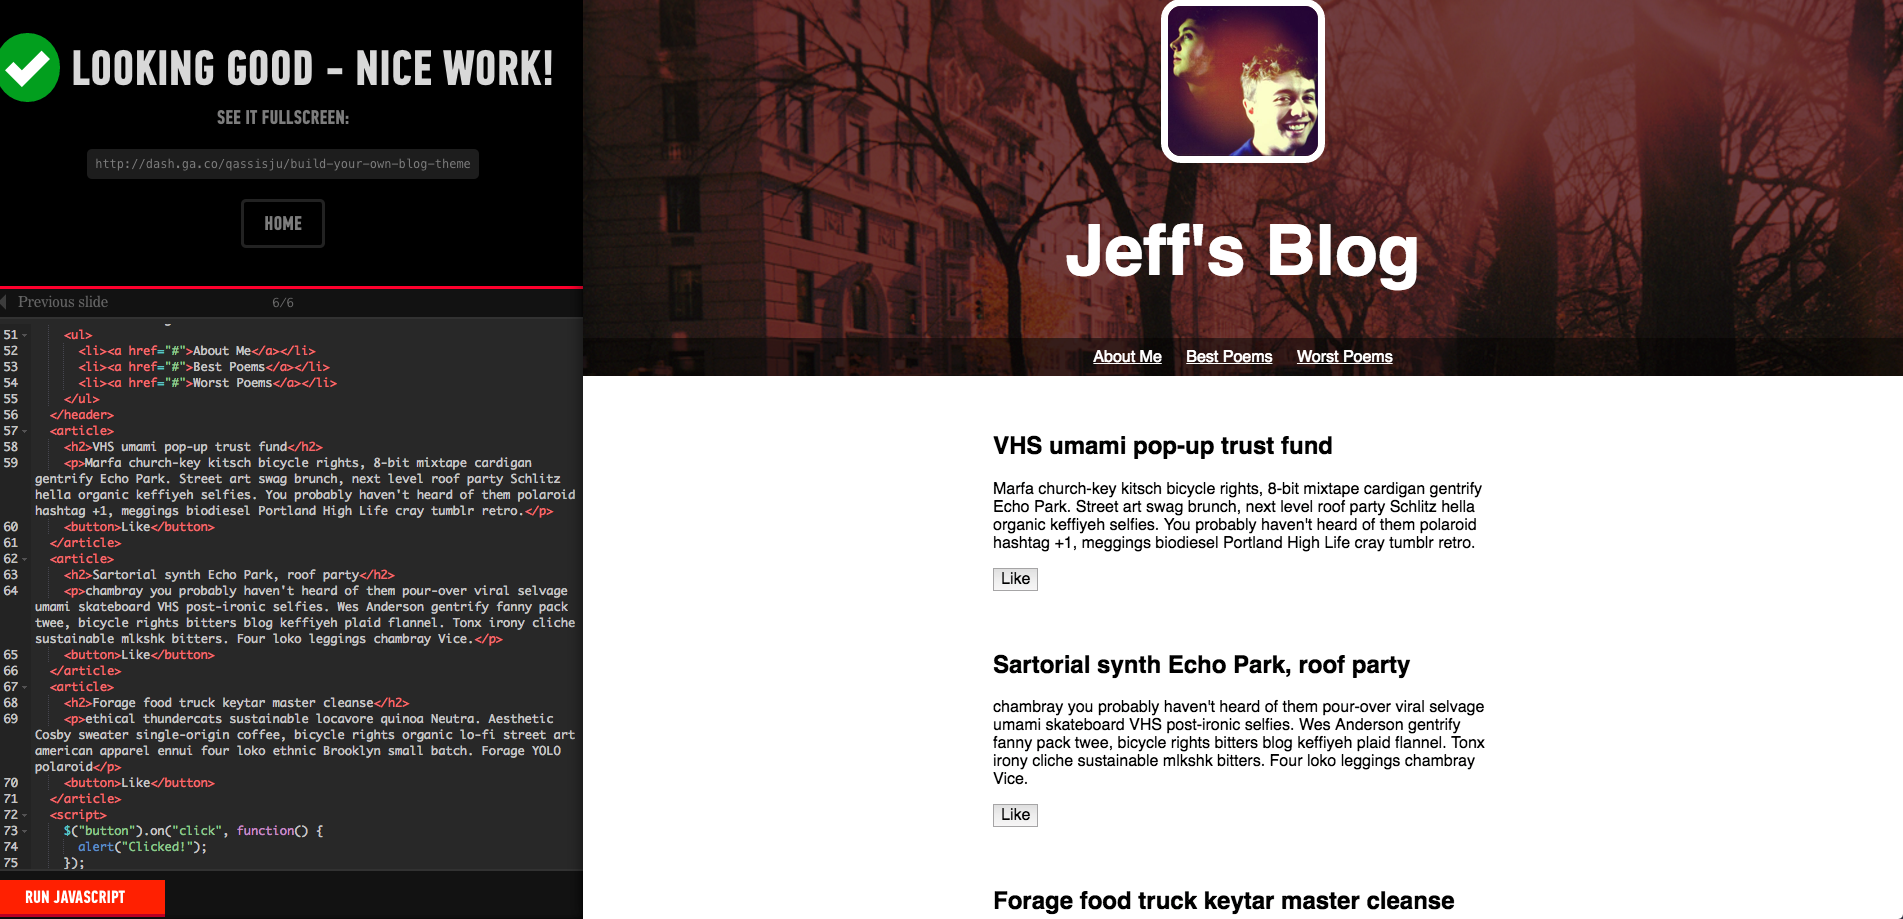 LOOKING GOOD - NICE WORK!
SEE IT FULLSCREEN:
http://dash.ga.co/qassisju/build-your-own-blog-theme
HOME
Previous slide
6/6
51 <ul>
52 <li><a href="#">About Me</a></li>
53 <li><a href="#">Best Poems</a></li>
54 <li><a href="#">Worst Poems</a></li>
55 </ul>
56 </header>
57 <article>
58 <h2>VHS umami pop-up trust fund</h2>
59 <p>Marfa church-key kitsch bicycle rights, 8-bit mixtape cardigan
gentrify Echo Park. Street art swag brunch, next level roof party Schlitz
hella organic keffiyeh selfies. You probably haven't heard of them polaroid
hashtag +1, meggings biodiesel Portland High Life cray tumblr retro.</p>
60 <button>Like</button>
61 </article>
62 <article>
63 <h2>Sartorial synth Echo Park, roof party</h2>
64 <p>chambray you probably haven't heard of them pour-over viral selvage
umami skateboard VHS post-ironic selfies. Wes Anderson gentrify fanny pack
twee, bicycle rights bitters blog keffiyeh plaid flannel. Tonx irony cliche
sustainable mlkshk bitters. Four loko leggings chambray Vice.</p>
65 <button>Like</button>
66 </article>
67 <article>
68 <h2>Forage food truck keytar master cleanse</h2>
69 <p>ethical thundercats sustainable locavore quinoa Neutra. Aesthetic
Cosby sweater single-origin coffee, bicycle rights organic lo-fi street art
american apparel ennui four loko ethnic Brooklyn small batch. Forage YOLO
polaroid</p>
70 <button>Like</button>
71 </article>
72 <script>
73 $("button").on("click", function() {
74 alert("Clicked!");
75 });
RUN JAVASCRIPT
Jeff's Blog
About Me Best Poems Worst Poems
VHS umami pop-up trust fund
Marfa church-key kitsch bicycle rights, 8-bit mixtape cardigan gentrify
Echo Park. Street art swag brunch, next level roof party Schlitz hella
organic keffiyeh selfies. You probably haven't heard of them polaroid
hashtag +1, meggings biodiesel Portland High Life cray tumblr retro.
Like
Sartorial synth Echo Park, roof party
chambray you probably haven't heard of them pour-over viral selvage
umami skateboard VHS post-ironic selfies. Wes Anderson gentrify
fanny pack twee, bicycle rights bitters blog keffiyeh plaid flannel. Tonx
irony cliche sustainable mlkshk bitters. Four loko leggings chambray
Vice.
Like
Forage food truck keytar master cleanse